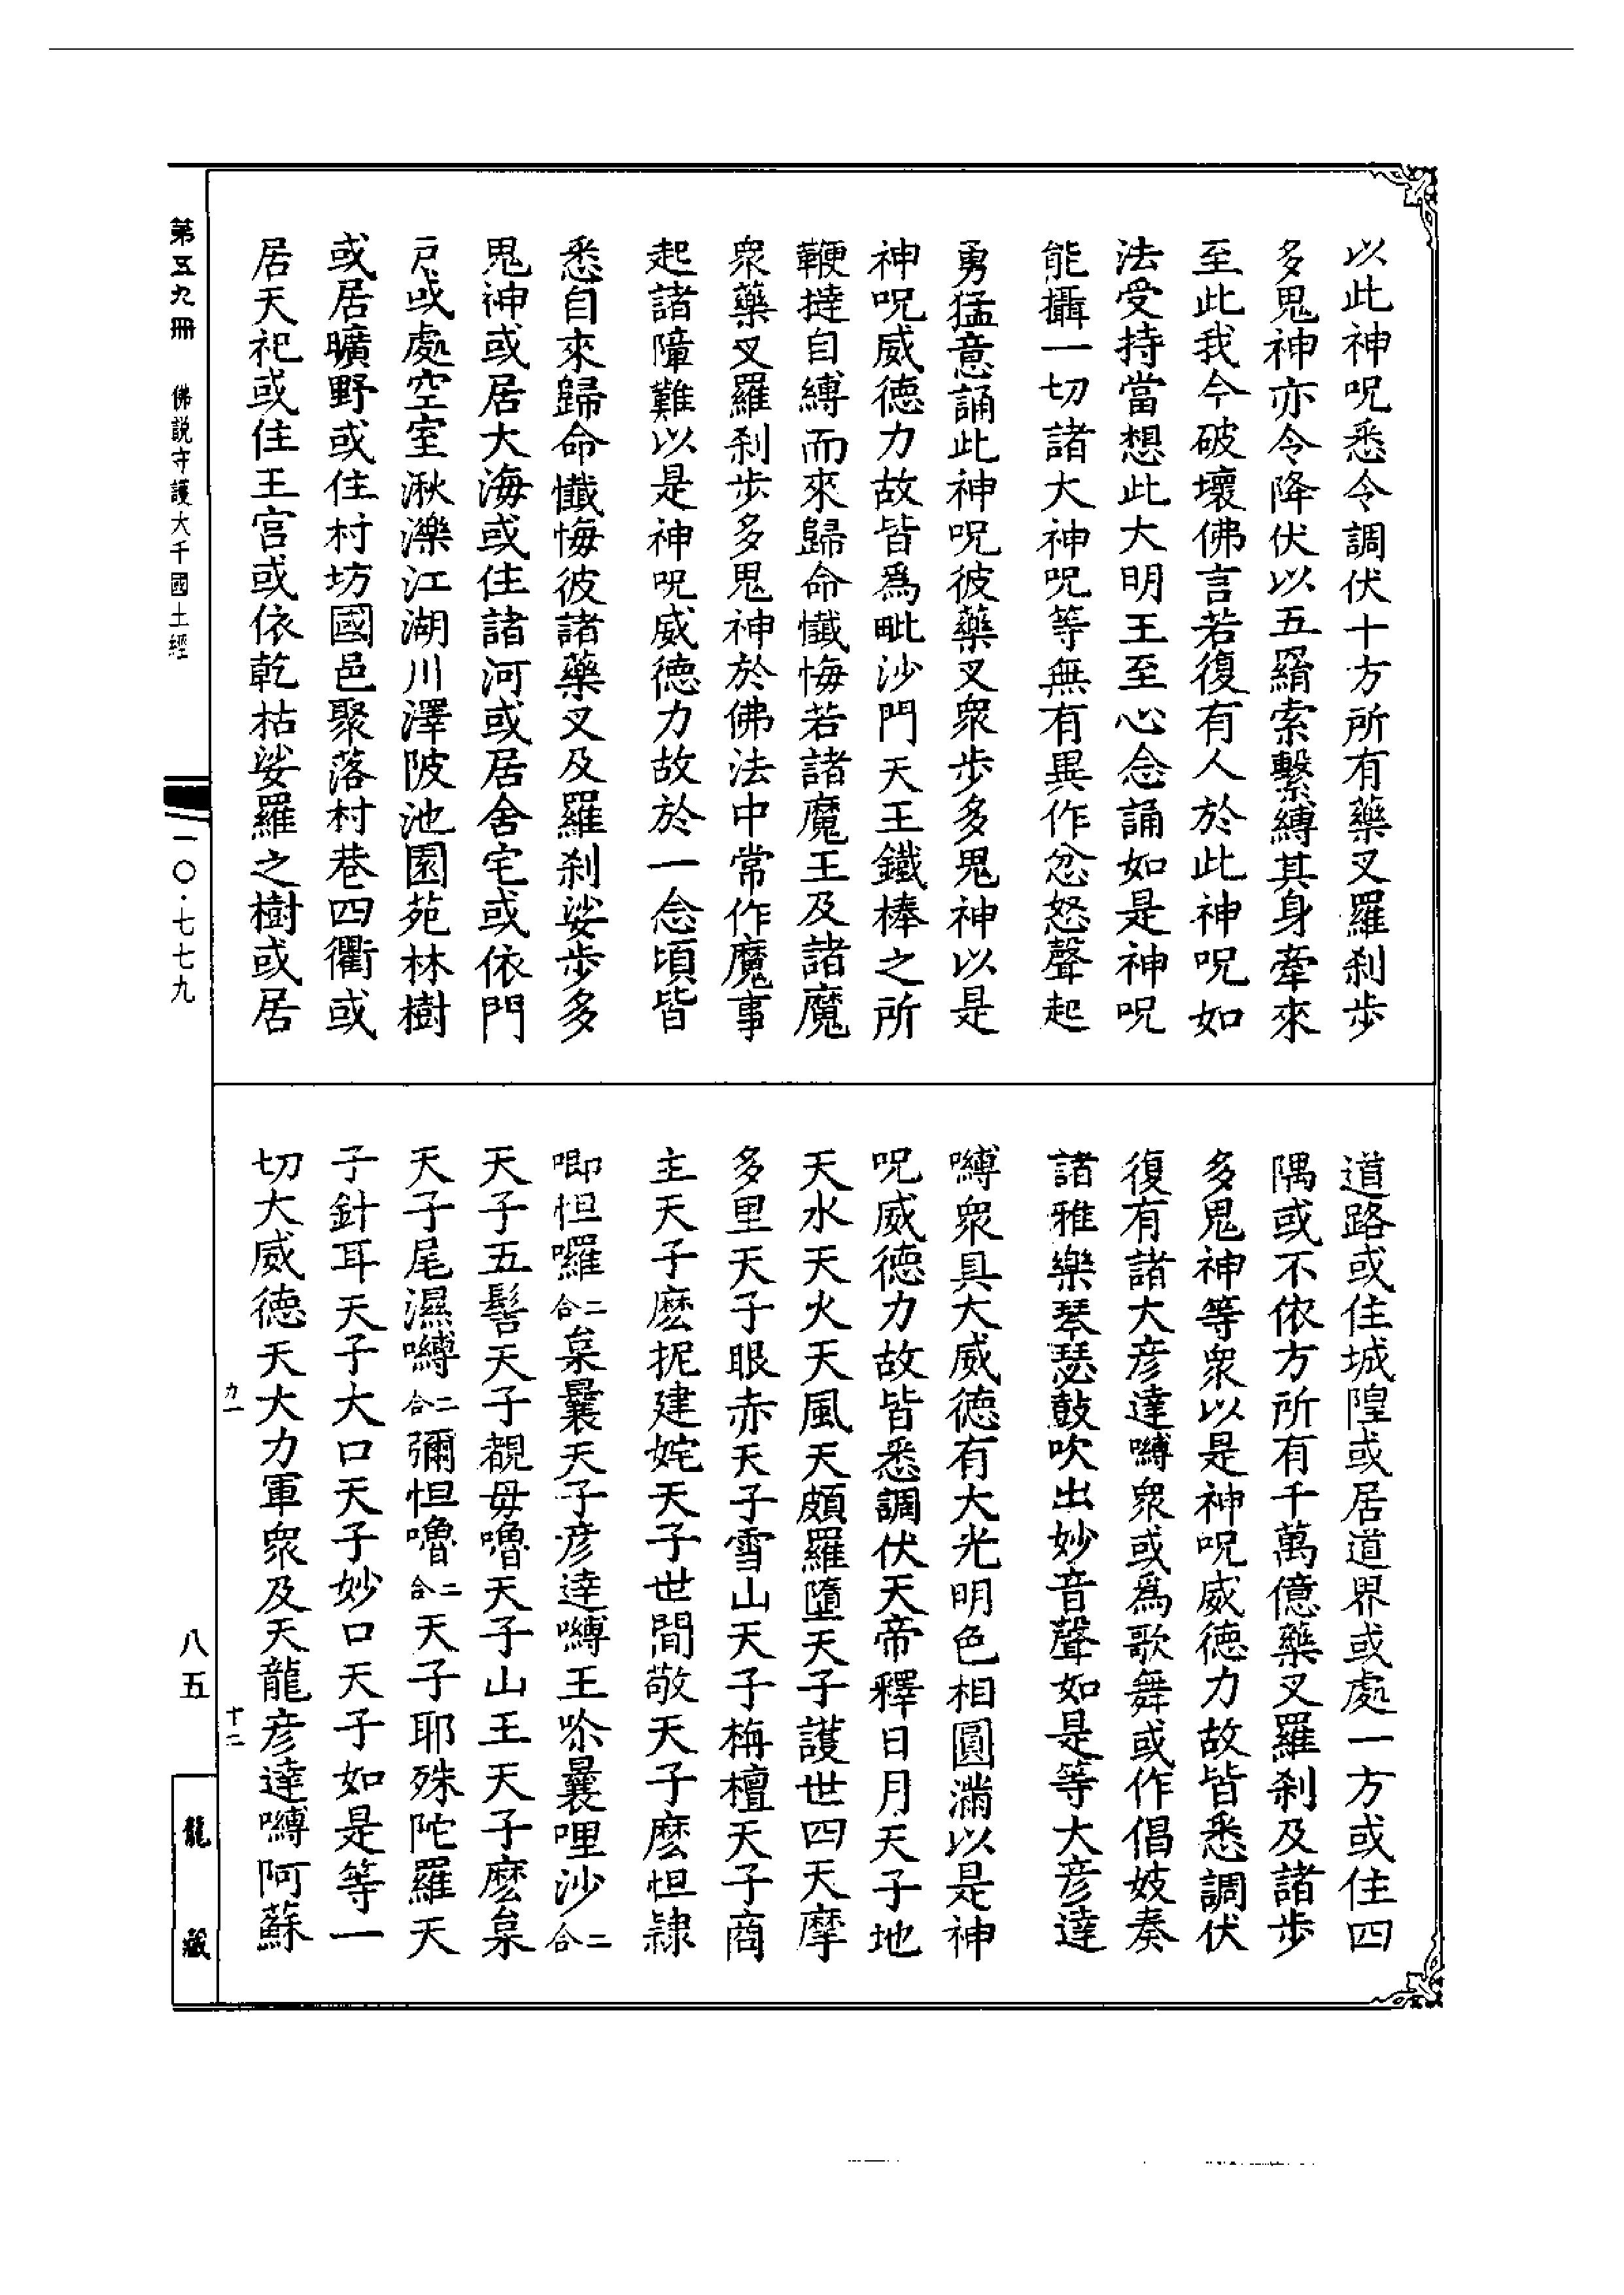 以此神呪悉令調伏十方所有藥叉羅剎步
多鬼神亦令降伏以五羂索繫縛其身牽來
至此我今破壞佛言若復有人於此神呪如
法受持當想此大明王至心念誦如是神呪
能攝一切諸大神呪等無有異作忿怒聲起
勇猛意誦此神呪彼藥叉眾步多鬼神以是
神呪威德力故皆為毗沙門天王鐵棒之所
鞭撻自縛而來歸命懺悔若諸魔王及諸魔
眾藥叉羅剎步多鬼神於佛法中常作魔事
起諸障難以是神呪威德力故於一念頃皆
悉自來歸命懺悔彼諸藥叉及羅剎娑步多
鬼神或居大海或住諸河或居舍宅或依門
戶或處空室湫濼江湖川澤陂池園苑林樹
或居曠野或住村坊國邑聚落村巷四衢或
居天祀或住王宮或依乾枯娑羅之樹或居
道路或住城隍或居道界或處一方或住四
隅或不依方所有千萬億藥叉羅剎及諸步
多鬼神等眾以是神呪威德力故皆悉調伏
復有諸大彥達嚩眾或為歌舞或作倡妓奏
諸雅樂琴瑟鼓吹出妙音聲如是等大彥達
嚩眾具大威德有大光明色相圓滿以是神
呪威德力故皆悉調伏天帝釋日月天子地
天水天火天風天頗羅墮天子護世四天摩
多里天子眼赤天子雪山天子栴檀天子商
主天子麼抳建姹天子世間敬天子麼怛隸
唧怛囉二合枲曩天子彥達嚩王尒曩哩沙二合
天子五髻天子覩毋嚕天子山王天子麼枲
天子尾濕嚩二合彌怛嚕二合天子耶殊陀羅天
子針耳天子大口天子妙口天子如是等一
切大威德天大力軍眾及天龍彥達嚩阿蘇
第五九冊　佛說守護大千國土經
一〇·七七九
力一
十二
八五
龍藏